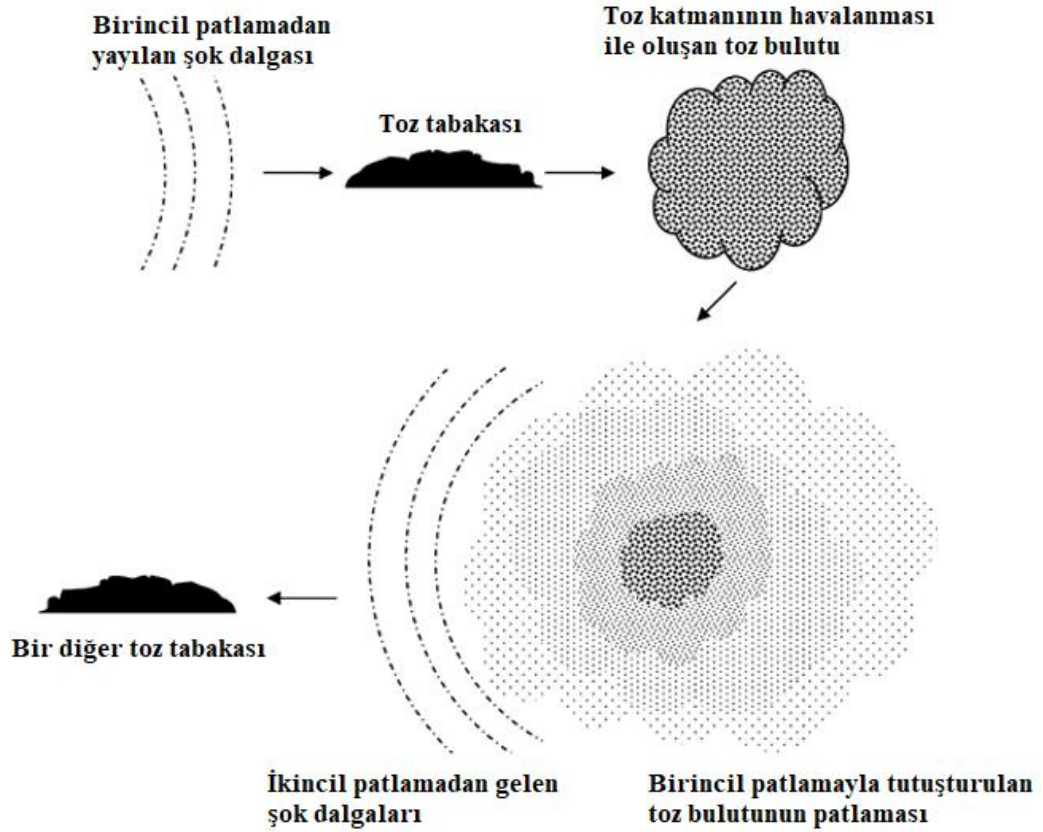 Birincil patlamadan
yayılan şok dalgası
Toz katmanının havalanması
ile oluşan toz bulutu
Toz tabakası
Bir diğer toz tabakası
İkincil patlamadan gelen
şok dalgaları
Birincil patlamayla tutuşturulan
toz bulutunun patlaması